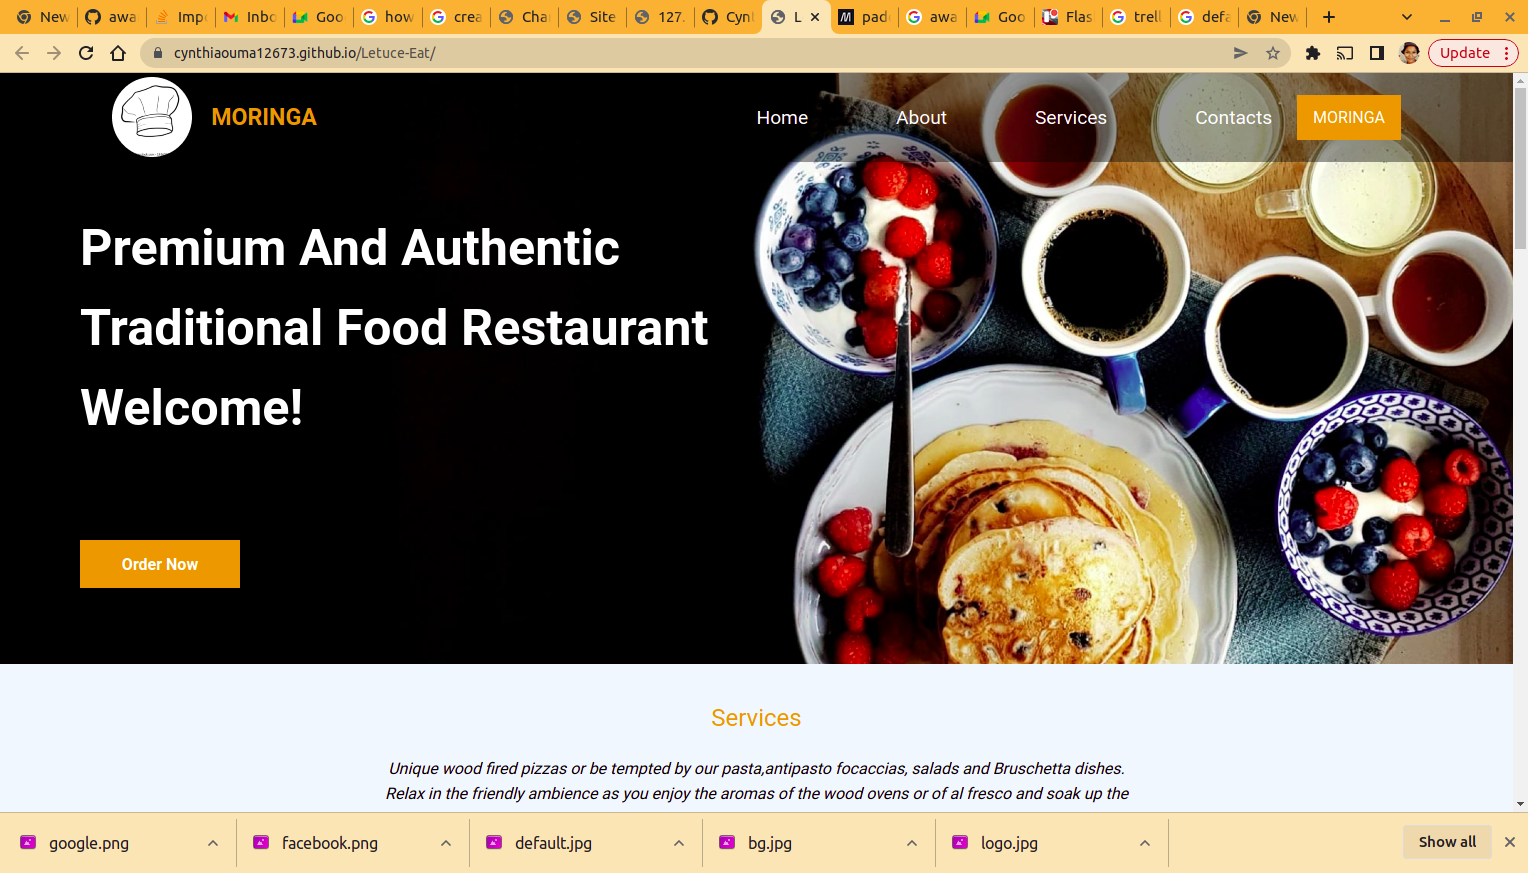 New
awa
Impo
Inbo
Goo
how
crea
Cha
Site
127.
Cynt
L
pad
awa
Goo
Flas
trell
defa
New
cynthiaouma12673.github.io/Letuce-Eat/
Update
MORINGA
Home
About
Services
Contacts
MORINGA
Premium And Authentic
Traditional Food Restaurant
Welcome!
Order Now
Services
Unique wood fired pizzas or be tempted by our pasta,antipasto focaccias, salads and Bruschetta dishes.
Relax in the friendly ambience as you enjoy the aromas of the wood ovens or of al fresco and soak up the
google.png
facebook.png
default.jpg
bg.jpg
logo.jpg
Show all